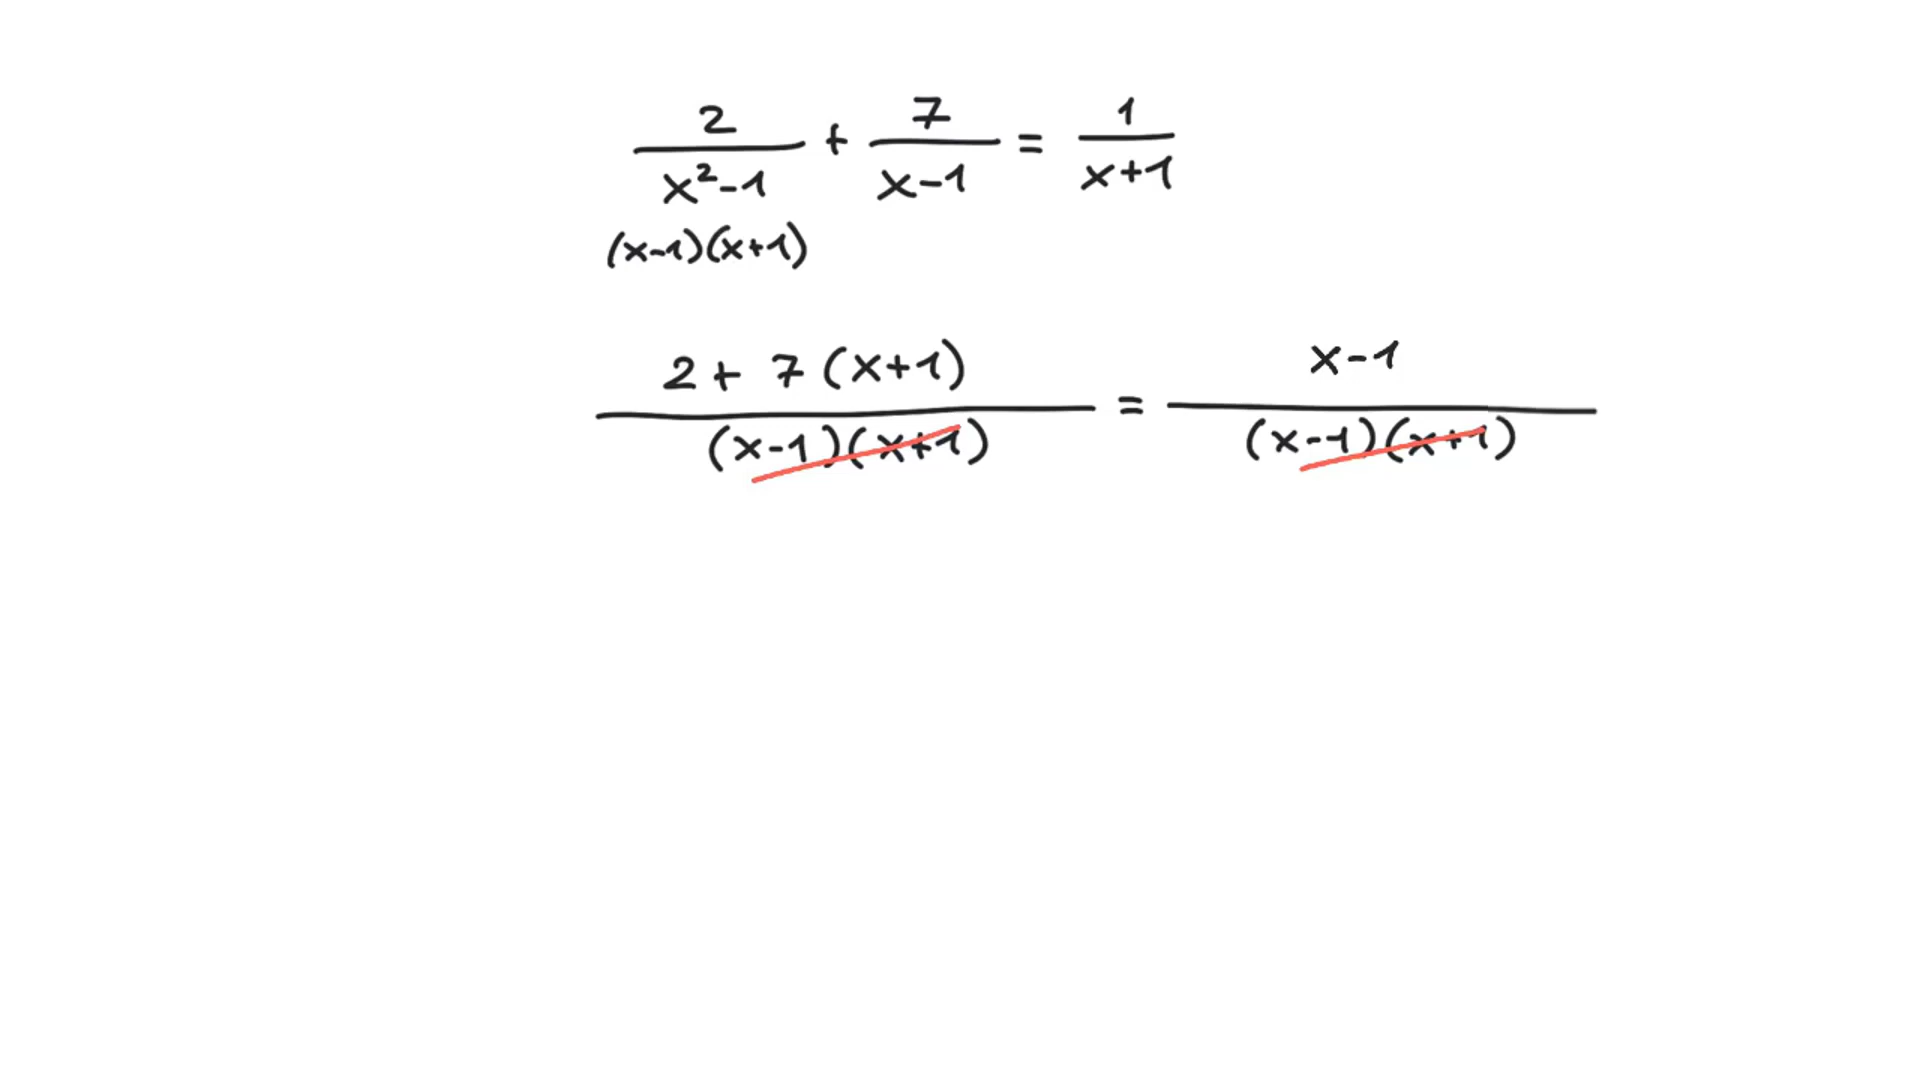 2/(x²-1) + 7/(x-1) = 1/(x+1)
(x-1)(x+1)
(2 + 7(x+1))/((x-1)(x+1)) = (x-1)/((x-1)(x+1))